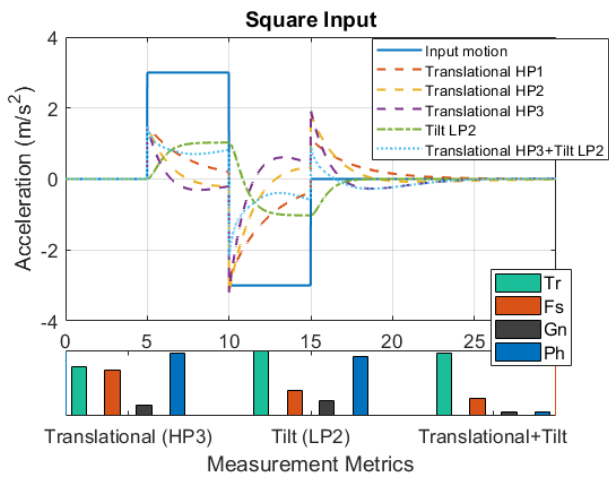 Square Input
4
2
0
-2
-4
Acceleration (m/s²)
Input motion
Translational HP1
Translational HP2
Translational HP3
Tilt LP2
Translational HP3+Tilt LP2
Tr
Fs
Gn
Ph
0 5 10 15 20 25
Translational (HP3) Tilt (LP2) Translational+Tilt
Measurement Metrics